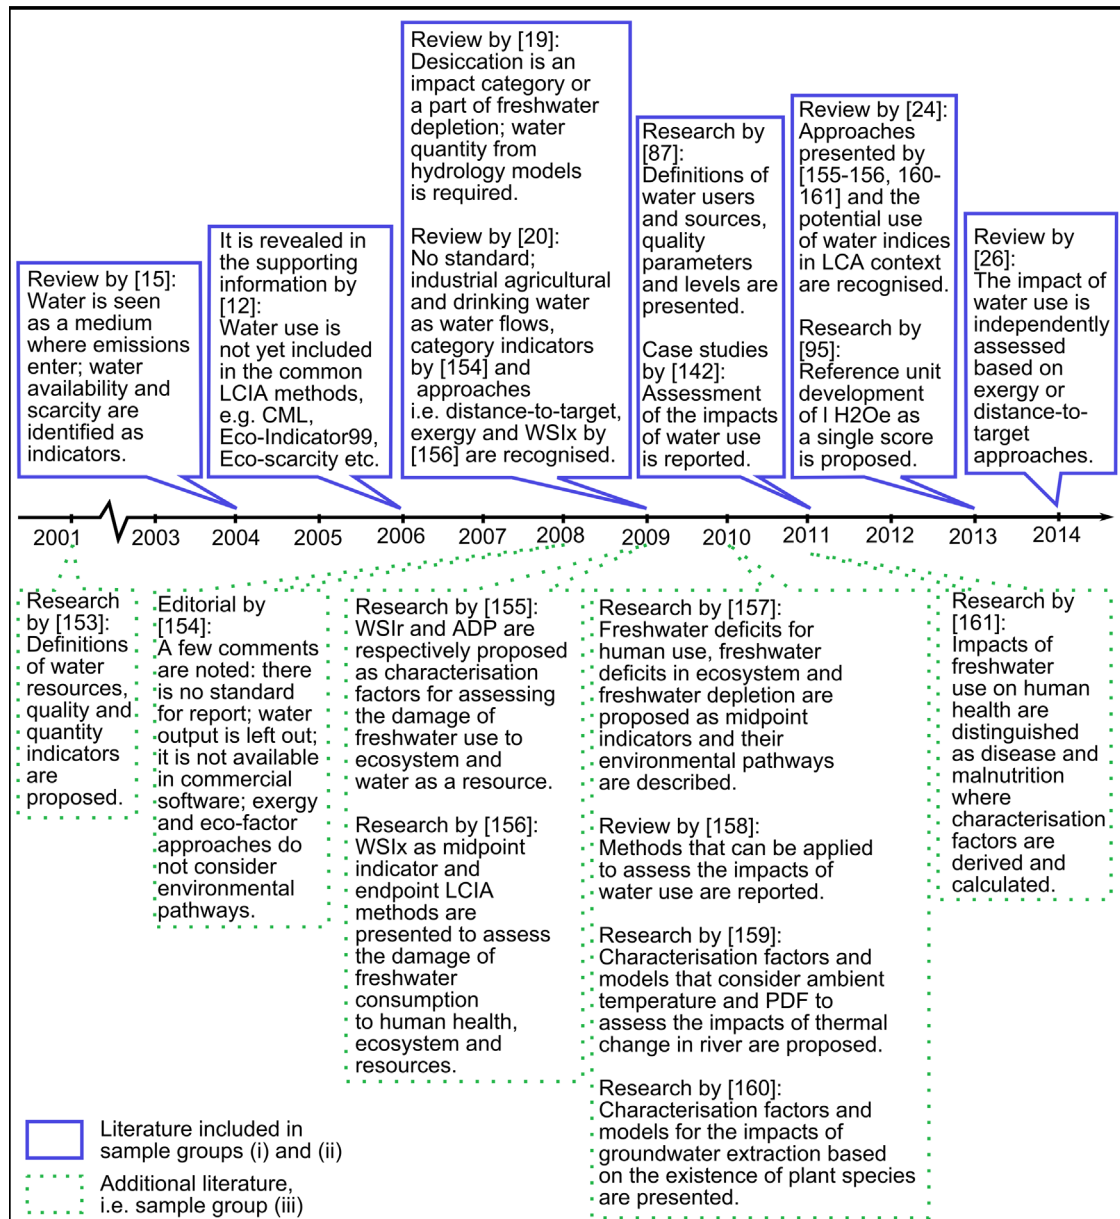 Review by [19]:
Desiccation is an
impact category or
a part of freshwater
depletion; water
quantity from
hydrology models
is required.
Review by [20]:
No standard;
industrial agricultural
and drinking water
as water flows,
category indicators
by [154] and
approaches
i.e. distance-to-target,
exergy and WSIx by
[156] are recognised.
Review by [24]:
Approaches
presented by
[155-156, 160-
161] and the
potential use
of water indices
in LCA context
are recognised.
Research by
[95]:
Reference unit
development
of l H2Oe as
a single score
is proposed.
Research by
[87]:
Definitions of
water users
and sources,
quality
parameters
and levels are
presented.
Case studies
by [142]:
Assessment
of the impacts
of water use
is reported.
It is revealed in
the supporting
information by
[12]:
Water use is
not yet included
in the common
LCIA methods,
e.g. CML,
Eco-Indicator99,
Eco-scarcity etc.
Review by
[26]:
The impact of
water use is
independently
assessed
based on
exergy or
distance-to-
target
approaches.
Review by [15]:
Water is seen
as a medium
where emissions
enter; water
availability and
scarcity are
identified as
indicators.
2001 2003 2004 2005 2006 2007 2008 2009 2010 2011 2012 2013 2014
Research
by [153]:
Definitions
of water
resources,
quality and
quantity
indicators
are
proposed.
Editorial by
[154]:
A few comments
are noted: there
is no standard
for report; water
output is left out;
it is not available
in commercial
software; exergy
and eco-factor
approaches do
not consider
environmental
pathways.
Research by [155]:
WSIr and ADP are
respectively proposed
as characterisation
factors for assessing
the damage of
freshwater use to
ecosystem and
water as a resource.
Research by [156]:
WSIx as midpoint
indicator and
endpoint LCIA
methods are
presented to assess
the damage of
freshwater
consumption
to human health,
ecosystem and
resources.
Research by [157]:
Freshwater deficits for
human use, freshwater
deficits in ecosystem and
freshwater depletion are
proposed as midpoint
indicators and their
environmental pathways
are described.
Review by [158]:
Methods that can be applied
to assess the impacts of
water use are reported.
Research by [159]:
Characterisation factors and
models that consider ambient
temperature and PDF to
assess the impacts of thermal
change in river are proposed.
Research by [160]:
Characterisation factors and
models for the impacts of
groundwater extraction based
on the existence of plant species
are presented.
Research by
[161]:
Impacts of
freshwater
use on human
health are
distinguished
as disease and
malnutrition
where
characterisation
factors are
derived and
calculated.
Literature included in
sample groups (i) and (ii)
Additional literature,
i.e. sample group (iii)